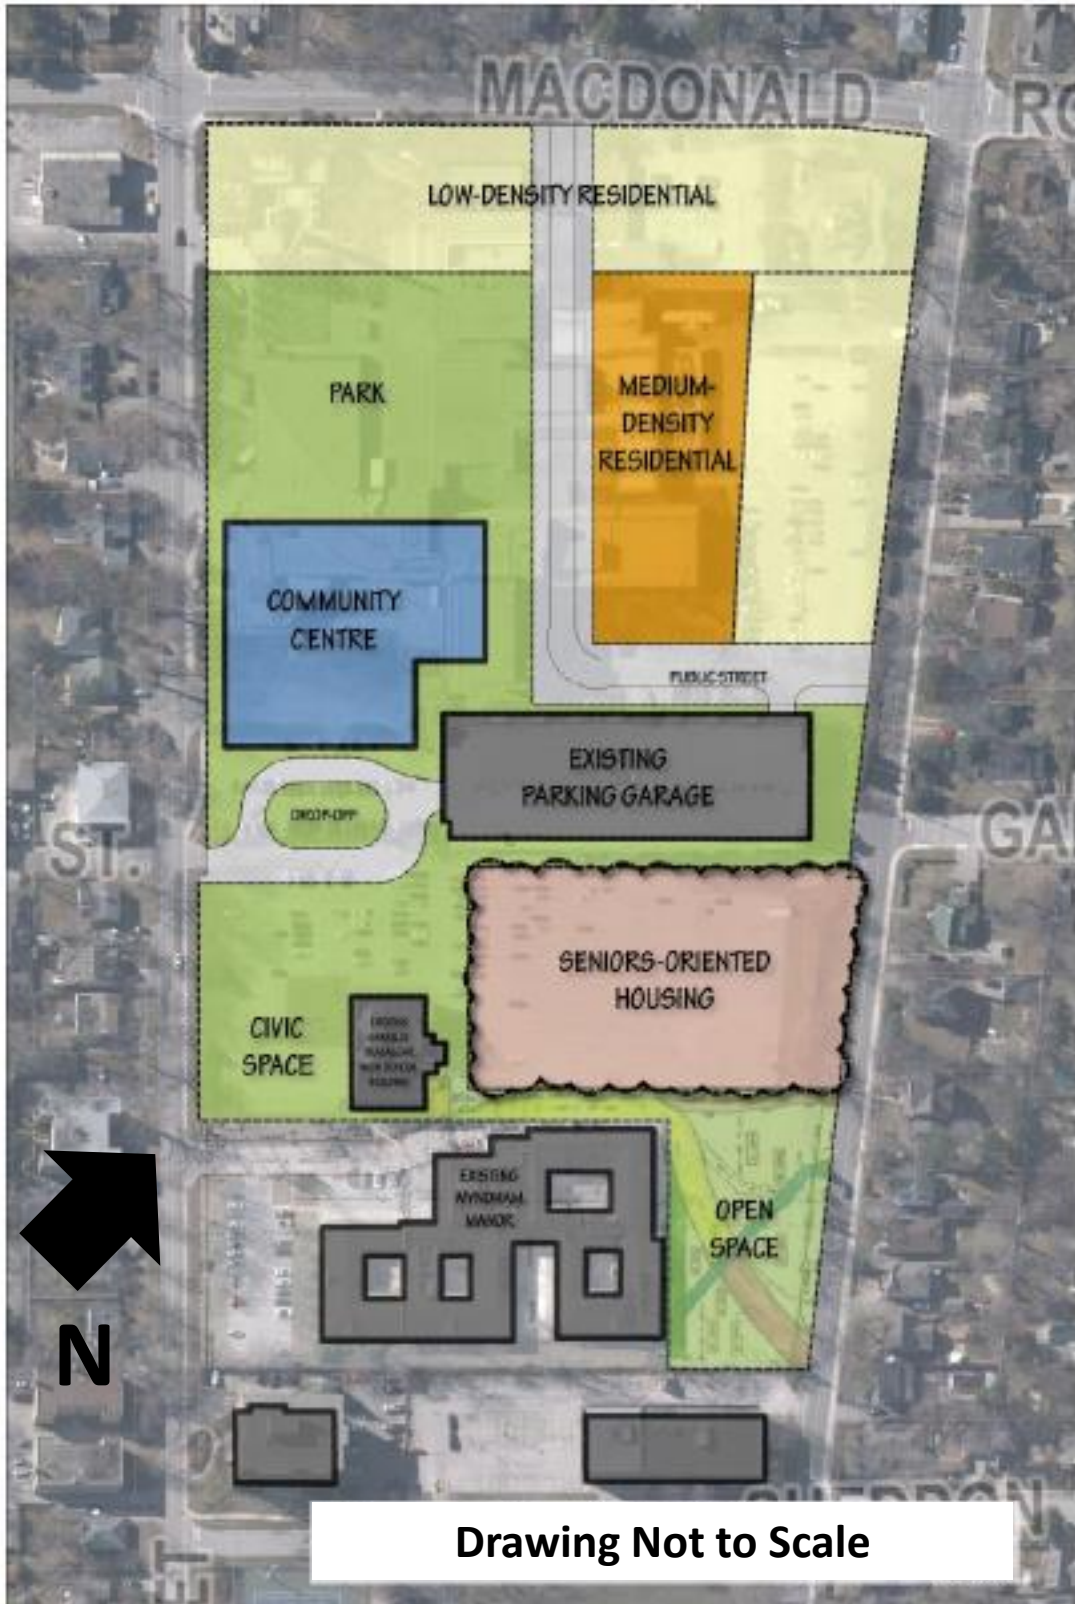 MACDONALD
LOW-DENSITY RESIDENTIAL
PARK
MEDIUM-
DENSITY
RESIDENTIAL
COMMUNITY
CENTRE
PUBLIC STREET
EXISTING
PARKING GARAGE
DROP-OFF
ST.
SENIORS-ORIENTED
HOUSING
CIVIC
SPACE
EXISTING
WYNDHAM
MANOR
OPEN
SPACE
N
Drawing Not to Scale